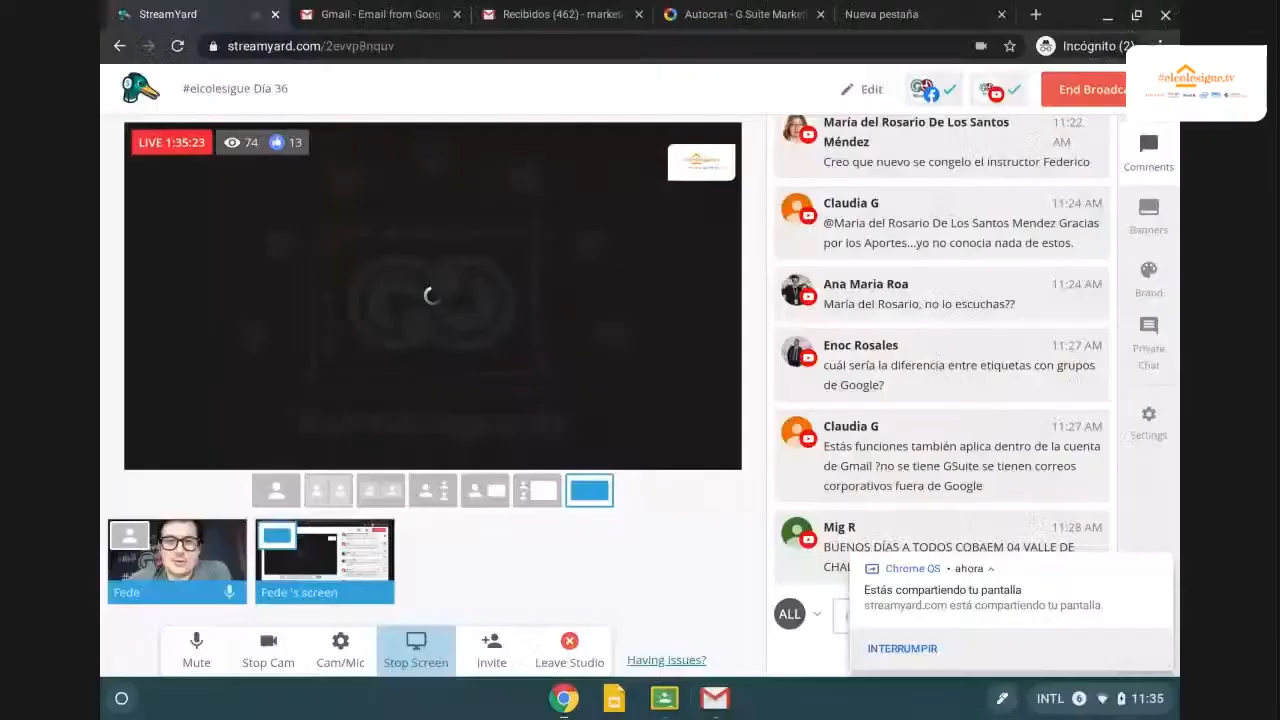 StreamYard
Gmail - Email from Goog
Recibidos (462) - market
Autocrat - G.Suite Market
Nueva pestaña
streamyard.com/2evvp8nquv
Incógnito (2)
#elcolesigue Día 36
Edit
End Broadca
#elcolesigue.tv
LIVE 1:35:23
74
13
María del Rosario De Los Santos
Méndez
11:22
AM
Creo que nuevo se congelo el instructor Federico
Claudia G
11:24 AM
@Maria del Rosario De Los Santos Mendez Gracias
por los Aportes...yo no conocia nada de estos.
Ana Maria Roa
11:24 AM
María del Rosario, no lo escuchas??
Enoc Rosales
11:27 AM
cuál sería la diferencia entre etiquetas con grupos
de Google?
Claudia G
11:27 AM
Estás funciones también aplica dentro de la cuenta
de Gmail ?no se tiene GSuite se tienen correos
corporativos fuera de Google
Mig R
11:28 AM
BUENOS DÍAS A TODOS COBAEM 04 VALLE DE
CHAL
Comments
Banners
Brand
Private
Chat
Settings
Chrome OS • ahora
Estás compartiendo tu pantalla
streamyard.com está compartiendo tu pantalla.
INTERRUMPIR
ALL
Fede
Fede 's screen
Mute
Stop Cam
Cam/Mic
Stop Screen
Invite
Leave Studio
Having issues?
INTL
6
11:35